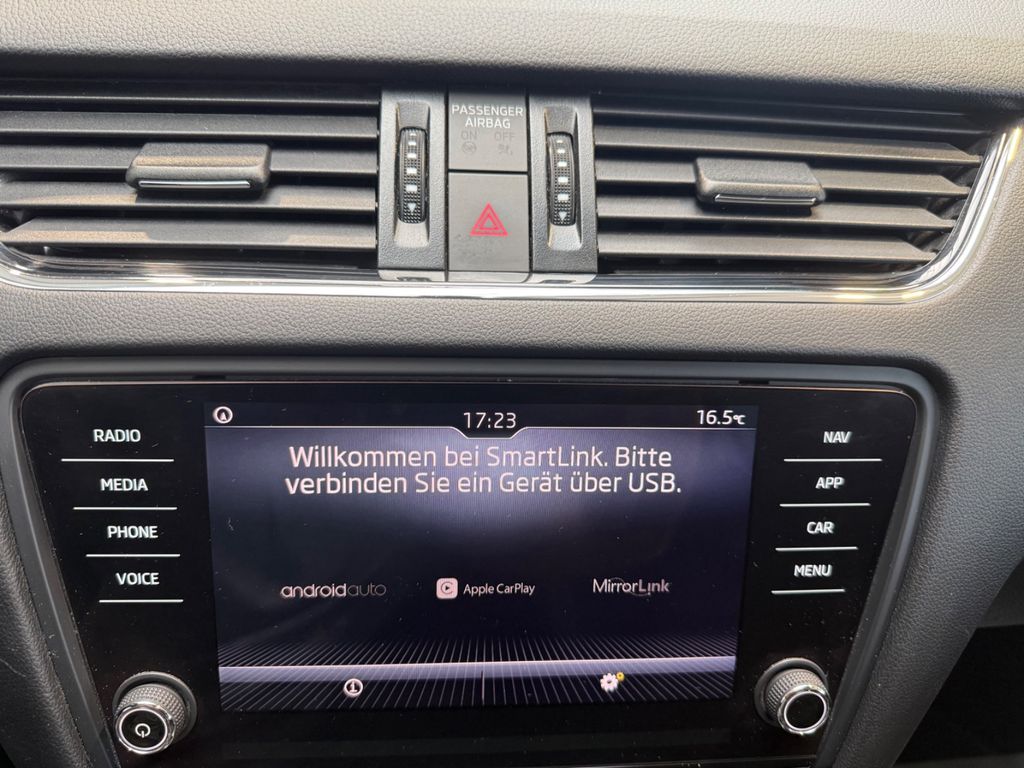 PASSENGER
AIRBAG
ON OFF
17:23
16.5°C
Willkommen bei SmartLink. Bitte
verbinden Sie ein Gerät über USB.
androidauto
Apple CarPlay
MirrorLink
RADIO
MEDIA
PHONE
VOICE
NAV
APP
CAR
MENU